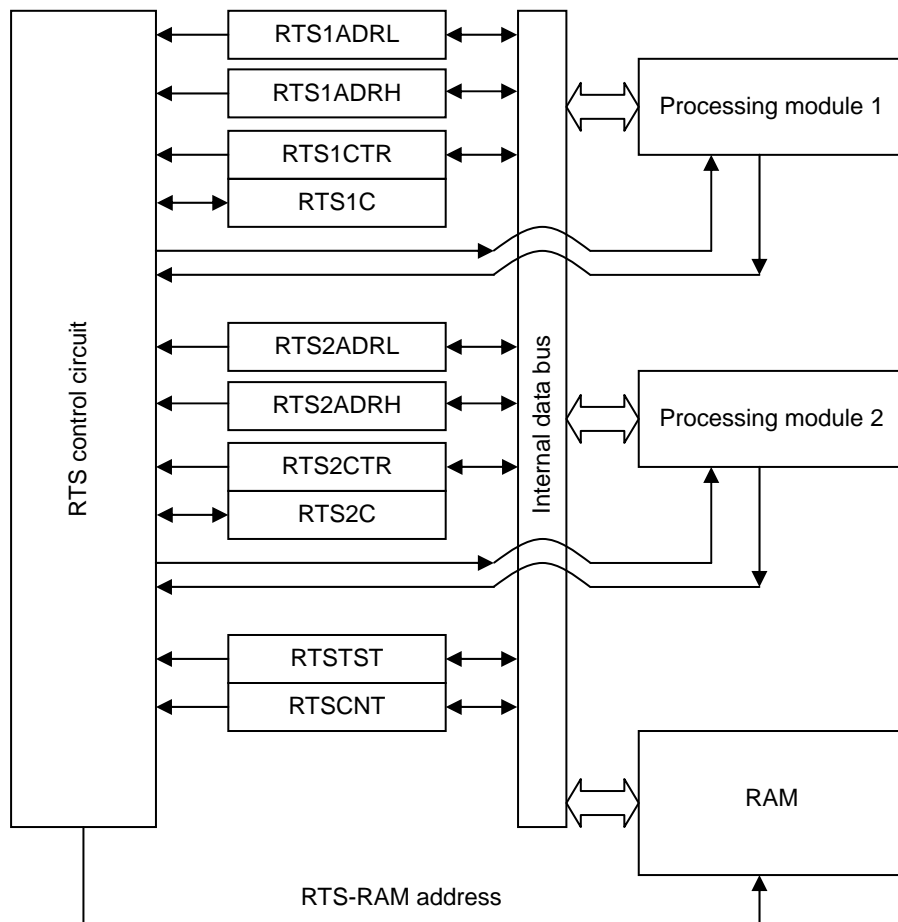 RTS1ADRL
RTS1ADRH
Processing module 1
RTS1CTR
RTS1C
RTS control circuit
Internal data bus
RTS2ADRL
RTS2ADRH
Processing module 2
RTS2CTR
RTS2C
RTSTST
RTSCNT
RAM
RTS-RAM address